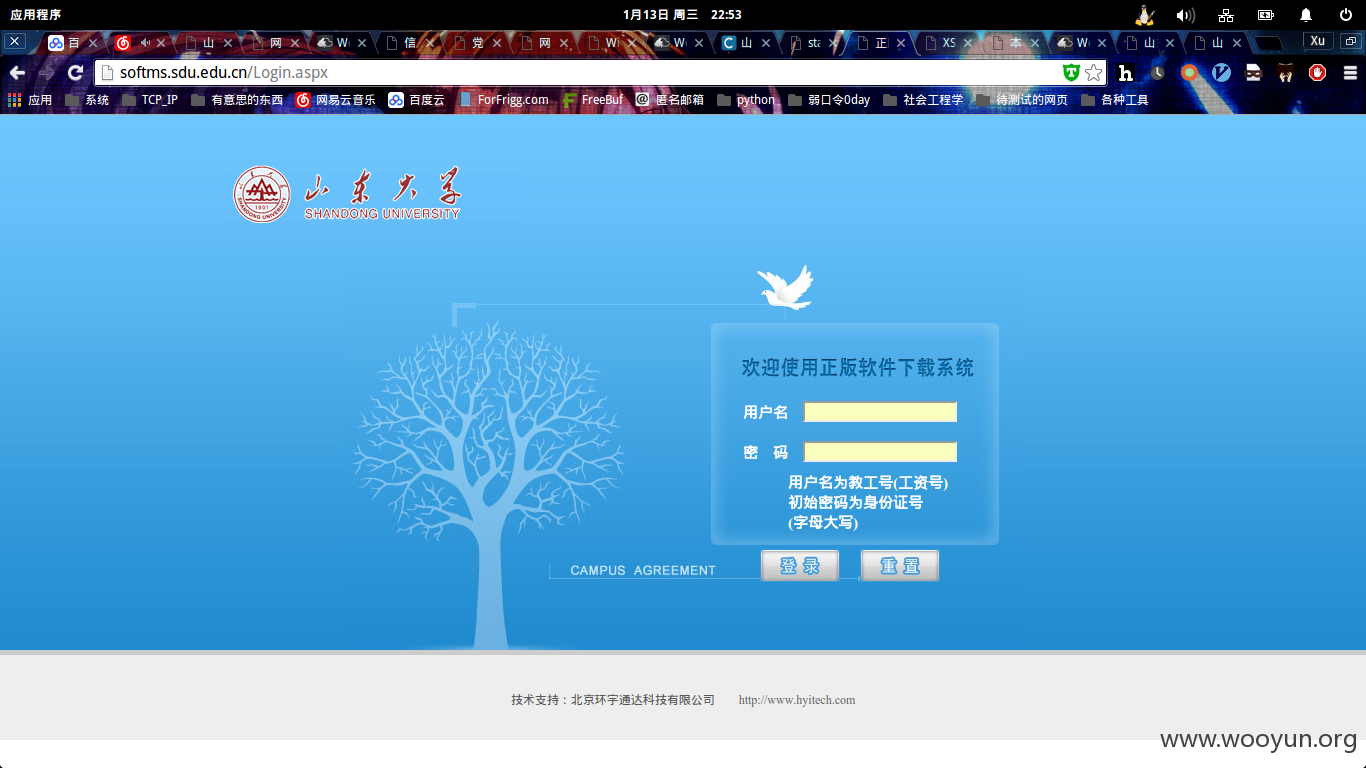 应用程序
1月13日 周三 22:53
百 山 网 W 信 党 网 Wi W 山 sta 正 XS 本 W 山 山 Xu
softms.sdu.edu.cn/Login.aspx
应用 系统 TCP_IP 有意思的东西 网易云音乐 百度云 ForFrigg.com FreeBuf 匿名邮箱 python 弱口令0day 社会工程学 待测试的网页 各种工具
山东大学
SHANDONG UNIVERSITY
1901
欢迎使用正版软件下载系统
用户名
密 码
用户名为教工号(工资号)
初始密码为身份证号
(字母大写)
CAMPUS AGREEMENT
登 录 重 置
技术支持：北京环宇通达科技有限公司 http://www.hyitech.com
www.wooyun.org